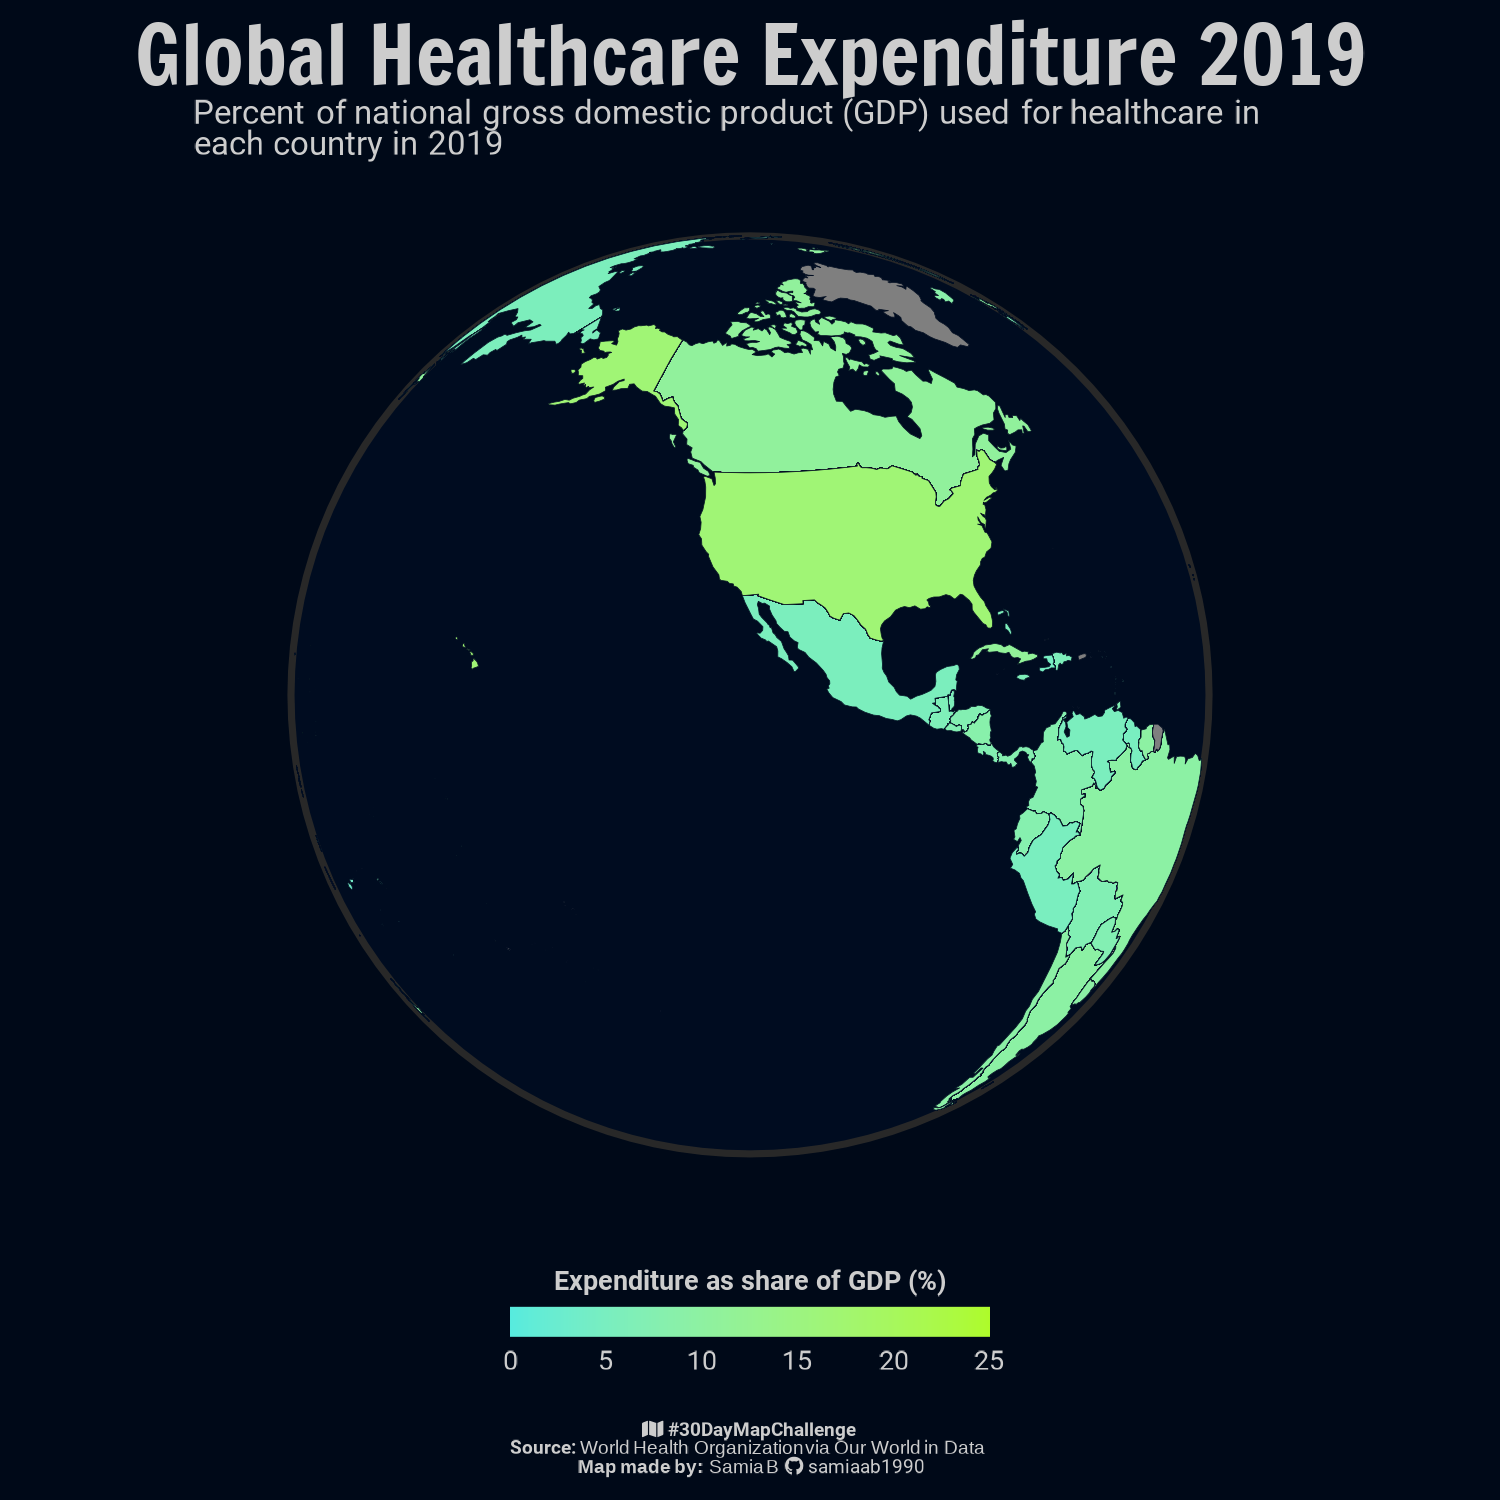 Global Healthcare Expenditure 2019
Percent of national gross domestic product (GDP) used for healthcare in
each country in 2019
Expenditure as share of GDP (%)
0 5 10 15 20 25
#30DayMapChallenge
Source: World Health Organization via Our World in Data
Map made by: Samia B samiaab1990